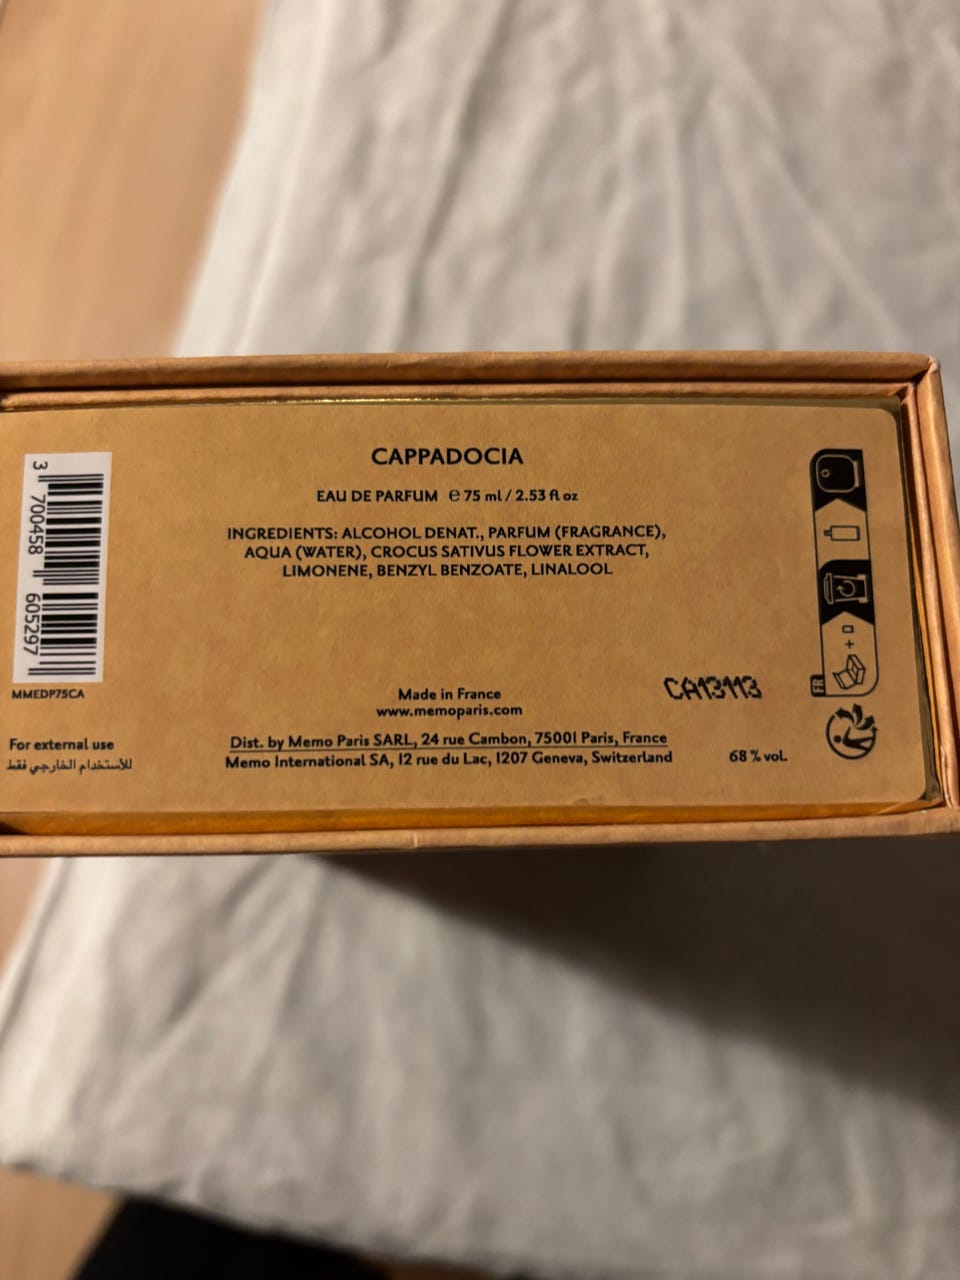 CAPPADOCIA
EAU DE PARFUM ℮ 75 ml / 2.53 fl oz
INGREDIENTS: ALCOHOL DENAT., PARFUM (FRAGRANCE),
AQUA (WATER), CROCUS SATIVUS FLOWER EXTRACT,
LIMONENE, BENZYL BENZOATE, LINALOOL
3 700458 605297
MMEDP75CA
Made in France
www.memoparis.com
CA13113
FR
For external use
للأستخدام الخارجي فقط
Dist. by Memo Paris SARL, 24 rue Cambon, 75001 Paris, France
Memo International SA, 12 rue du Lac, 1207 Geneva, Switzerland
68 % vol.